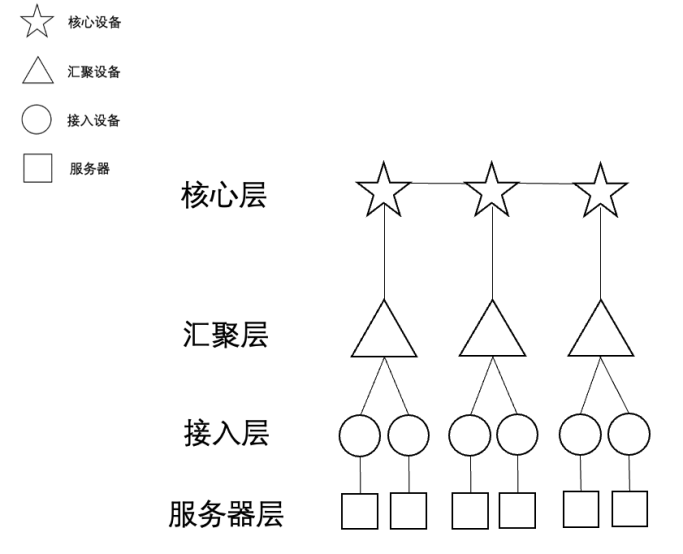 核心设备
汇聚设备
接入设备
服务器
核心层
汇聚层
接入层
服务器层